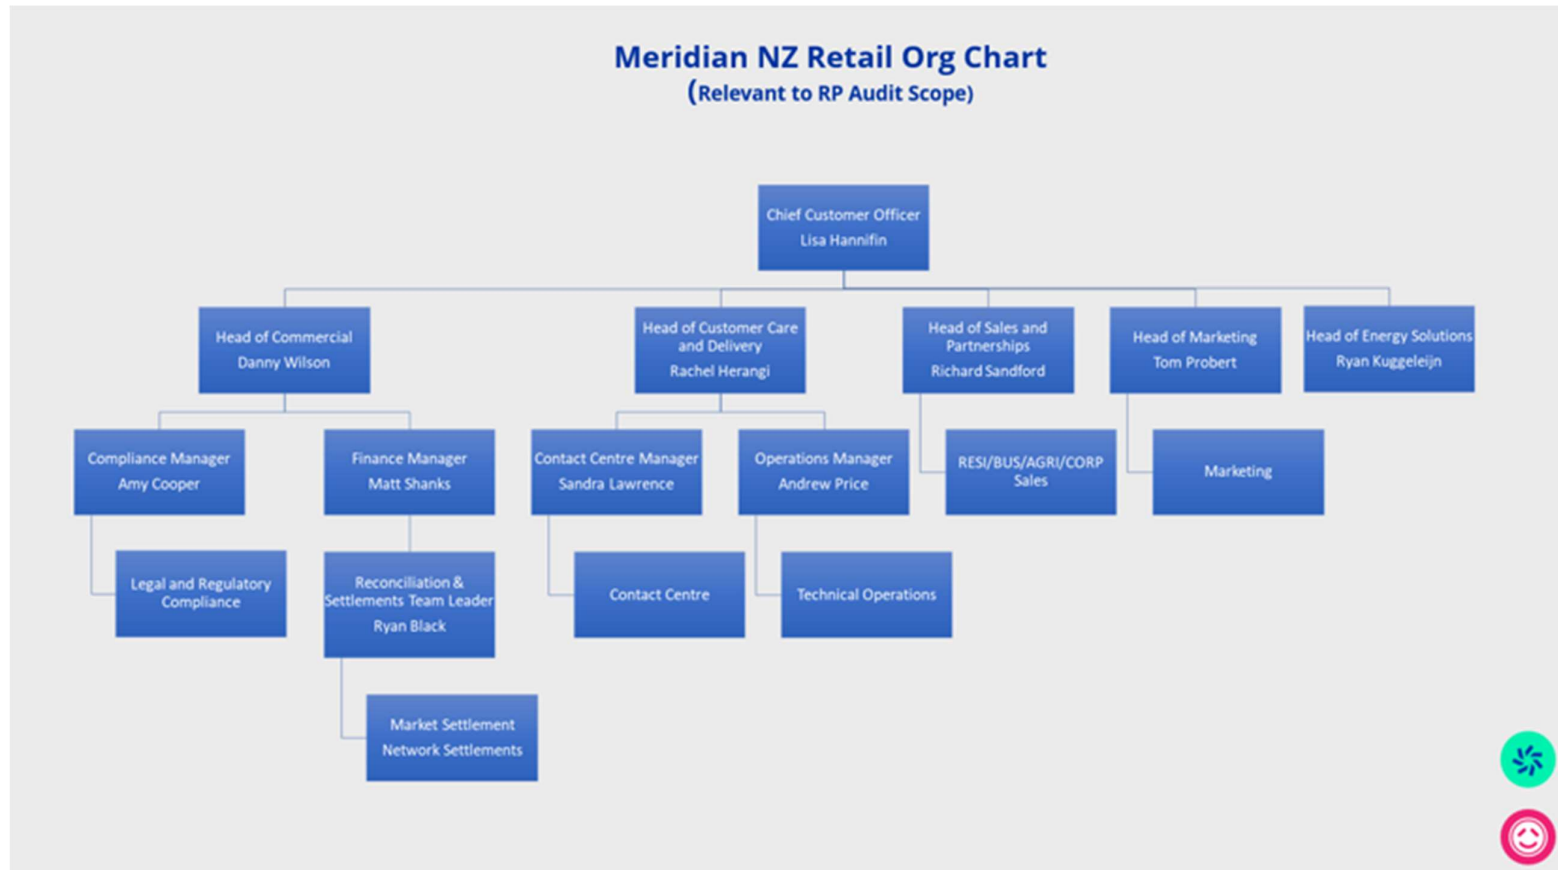 Meridian NZ Retail Org Chart
(Relevant to RP Audit Scope)
Chief Customer Officer
Lisa Hannifin
Head of Commercial
Danny Wilson
Head of Customer Care
and Delivery
Rachel Herangi
Head of Sales and
Partnerships
Richard Sandford
Head of Marketing
Tom Probert
Head of Energy Solutions
Ryan Kuggeleijn
Compliance Manager
Amy Cooper
Finance Manager
Matt Shanks
Contact Centre Manager
Sandra Lawrence
Operations Manager
Andrew Price
RESI/BUS/AGRI/CORP
Sales
Marketing
Legal and Regulatory
Compliance
Reconciliation &
Settlements Team Leader
Ryan Black
Contact Centre
Technical Operations
Market Settlement
Network Settlements